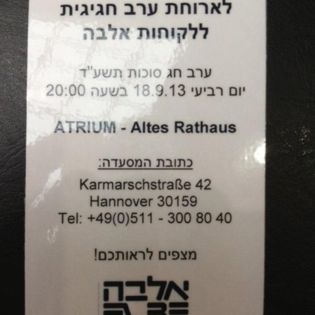 לארוחת ערב חגיגית
ללקוחות אלבה
ערב חג סוכות תשע"ד
יום רביעי 18.9.13 בשעה 20:00
ATRIUM - Altes Rathaus
כתובת המסעדה:
Karmarschstraße 42
Hannover 30159
Tel: +49(0)511 - 300 80 40
מצפים לראותכם!
אלבה